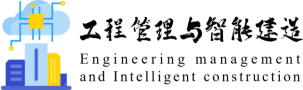 工程管理与智能建造
Engineering management
and Intelligent construction